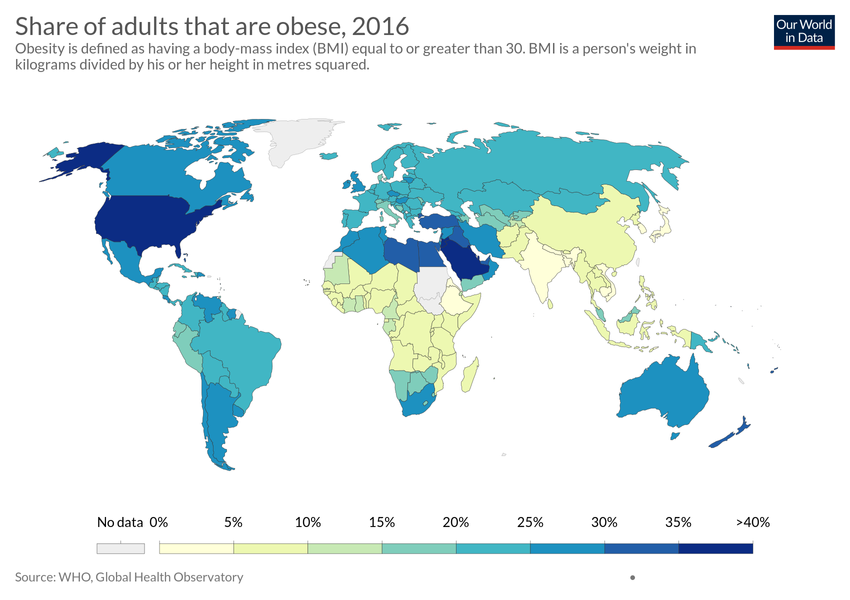 Share of adults that are obese, 2016
Our World
in Data
Obesity is defined as having a body-mass index (BMI) equal to or greater than 30. BMI is a person's weight in
kilograms divided by his or her height in metres squared.
No data 0% 5% 10% 15% 20% 25% 30% 35% >40%
Source: WHO, Global Health Observatory